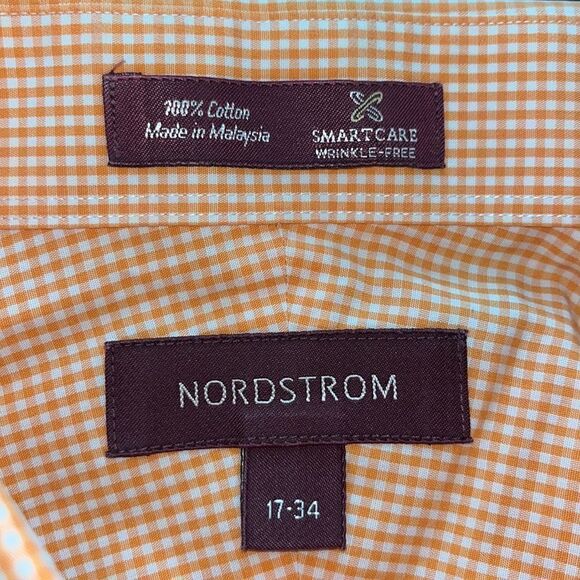 100% Cotton
Made in Malaysia
SMARTCARE
WRINKLE-FREE
NORDSTROM
17-34